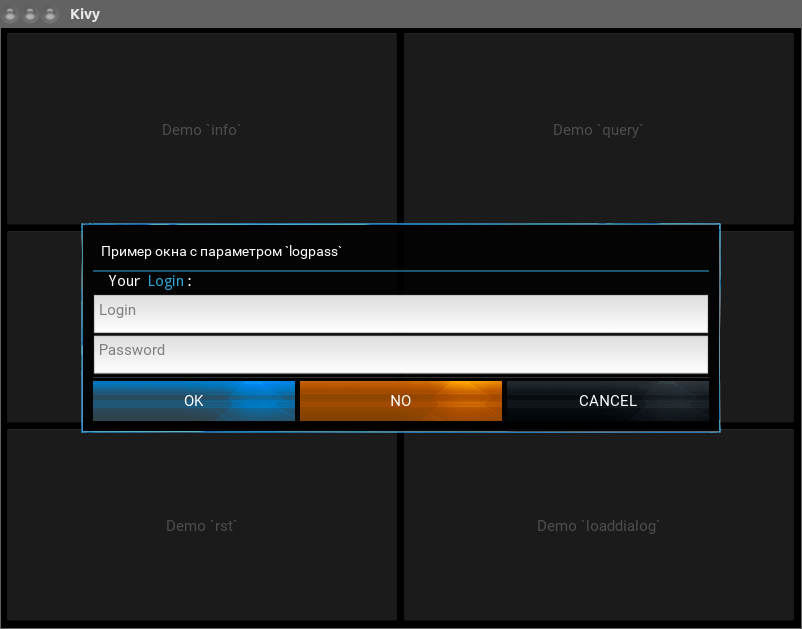 Kivy
Demo `info`
Demo `query`
Пример окна с параметром `logpass`
Your Login:
Login
Password
OK
NO
CANCEL
Demo `rst`
Demo `loaddialog`